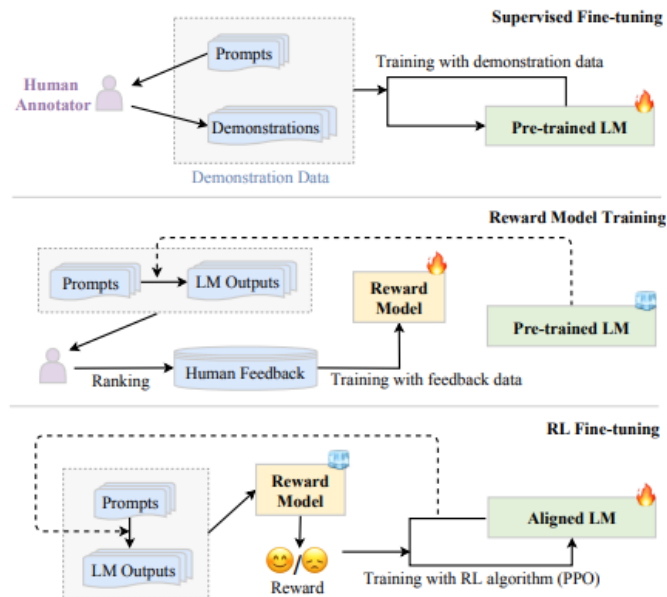 Supervised Fine-tuning
Prompts
Training with demonstration data
Human
Annotator
Demonstrations
Pre-trained LM
Demonstration Data
Reward Model Training
Prompts
LM Outputs
Reward
Model
Pre-trained LM
Ranking
Human Feedback
Training with feedback data
RL Fine-tuning
Prompts
Reward
Model
Aligned LM
LM Outputs
/
Reward
Training with RL algorithm (PPO)